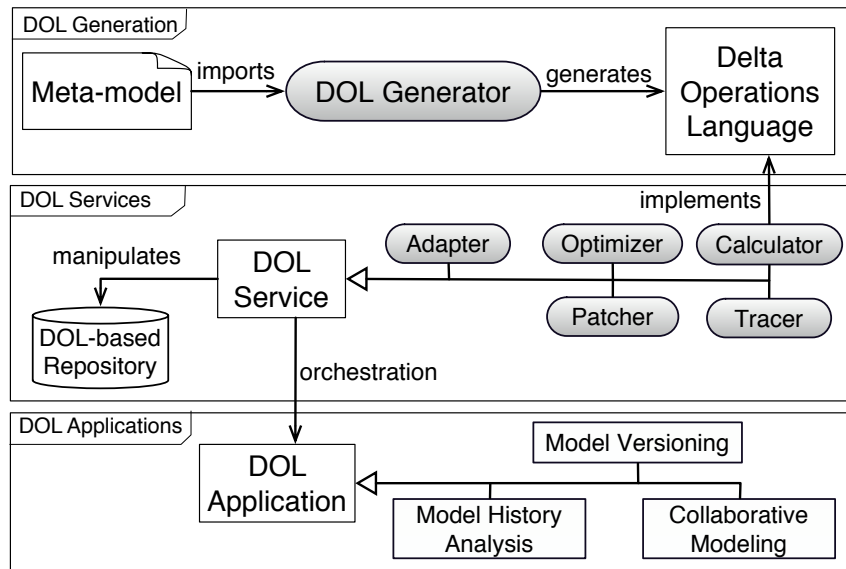 DOL Generation
Meta-model
imports
DOL Generator
generates
Delta
Operations
Language
DOL Services
implements
manipulates
DOL
Service
Adapter
Optimizer
Calculator
Patcher
Tracer
DOL-based
Repository
orchestration
DOL Applications
DOL
Application
Model Versioning
Model History
Analysis
Collaborative
Modeling